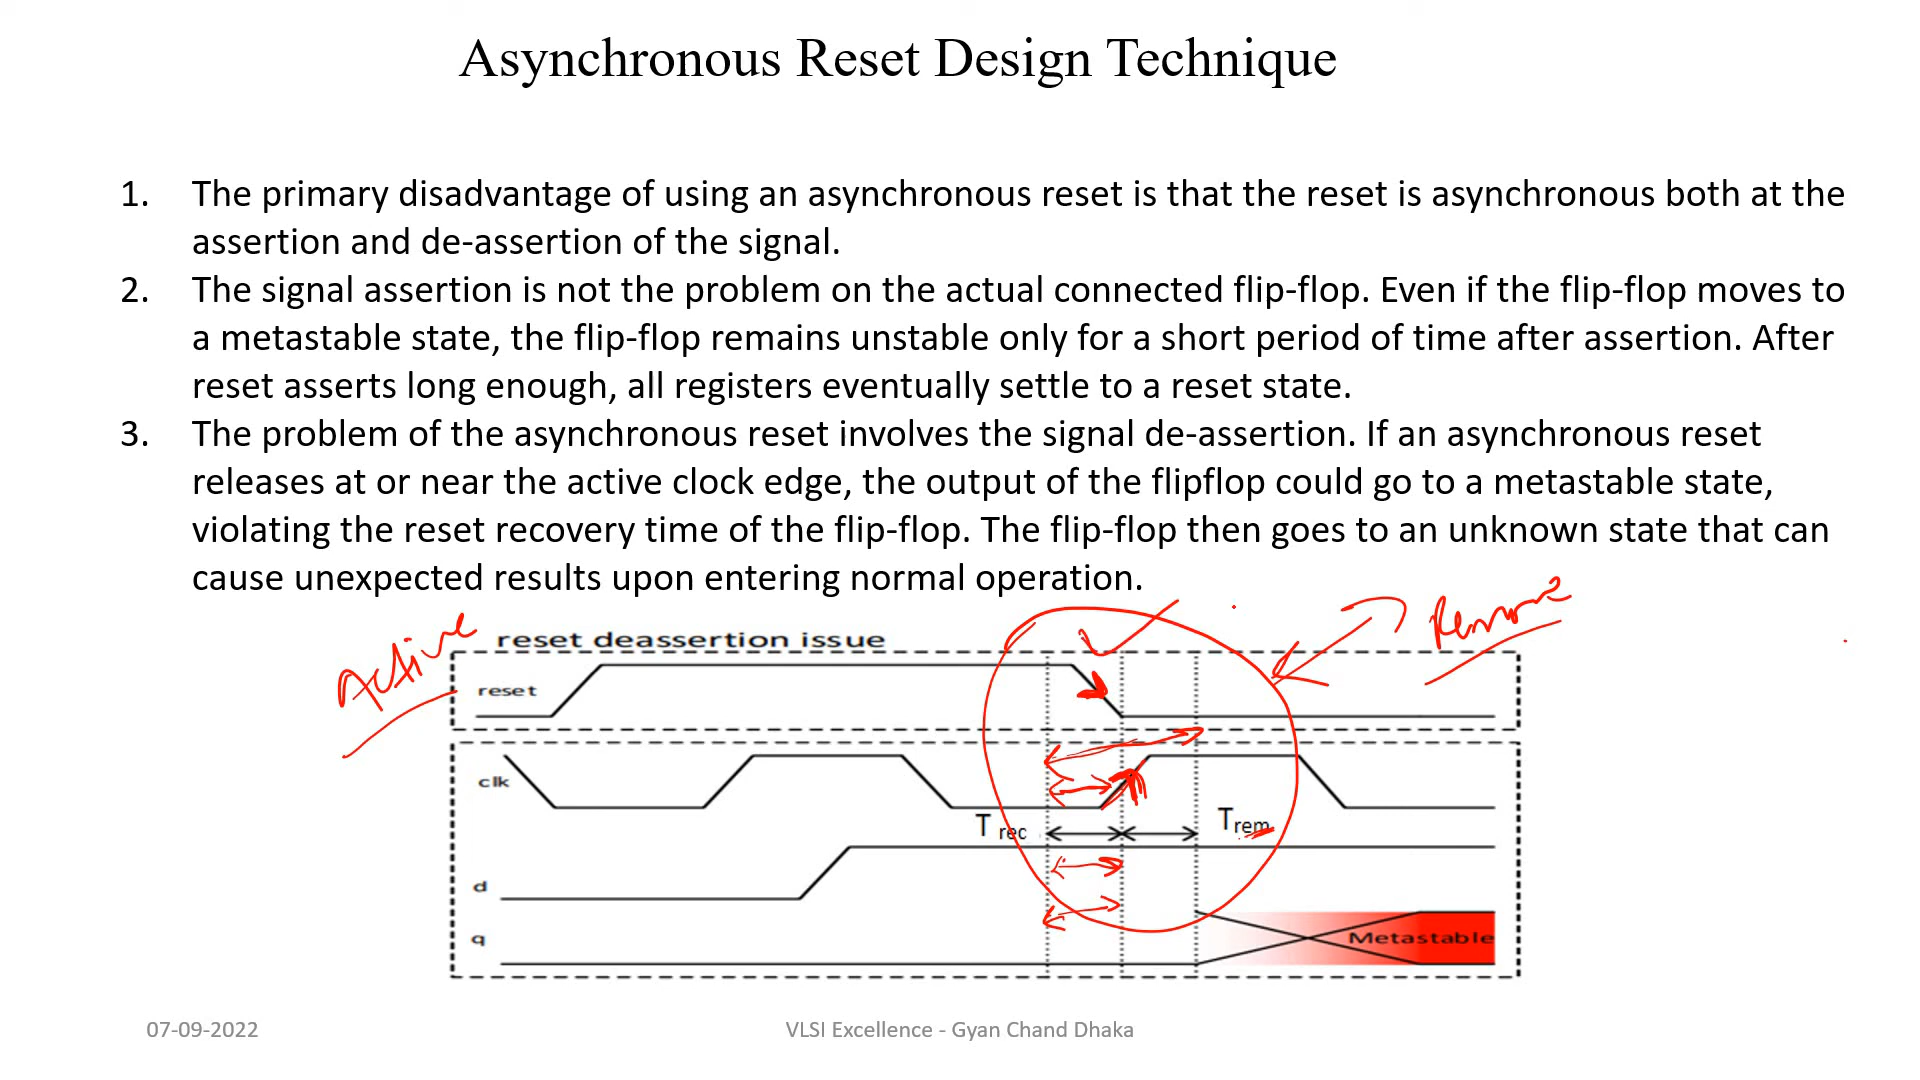 Asynchronous Reset Design Technique
1. The primary disadvantage of using an asynchronous reset is that the reset is asynchronous both at the
assertion and de-assertion of the signal.
2. The signal assertion is not the problem on the actual connected flip-flop. Even if the flip-flop moves to
a metastable state, the flip-flop remains unstable only for a short period of time after assertion. After
reset asserts long enough, all registers eventually settle to a reset state.
3. The problem of the asynchronous reset involves the signal de-assertion. If an asynchronous reset
releases at or near the active clock edge, the output of the flipflop could go to a metastable state,
violating the reset recovery time of the flip-flop. The flip-flop then goes to an unknown state that can
cause unexpected results upon entering normal operation.
Active
reset deassertion issue
reset
clk
T rec
Trem
d
q
Metastable
07-09-2022
VLSI Excellence - Gyan Chand Dhaka